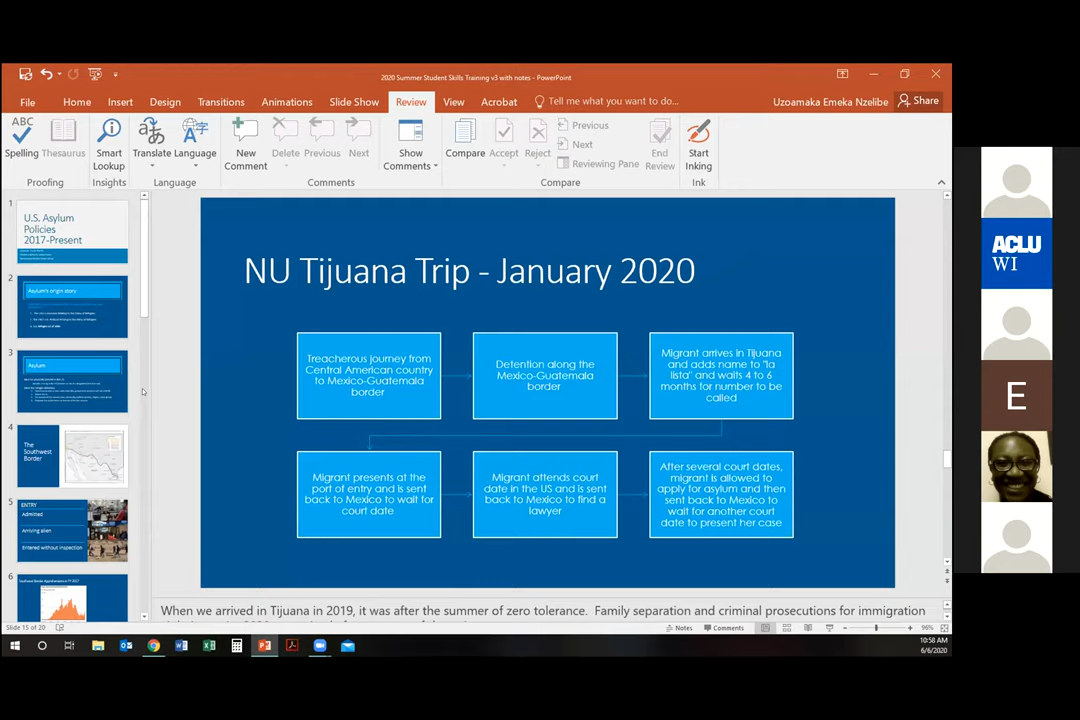 2020 Summer Student Skills Training v3 with notes - PowerPoint
File Home Insert Design Transitions Animations Slide Show Review View Acrobat Tell me what you want to do... Uzoamaka Emeka Nzelibe Share
ABC
Spelling Thesaurus
Smart
Lookup
Translate Language
New
Comment
Delete Previous Next
Show
Comments
Compare Accept Reject
Previous
Next
Reviewing Pane
End
Review
Start
Inking
Proofing Insights Language Comments Compare Ink
1
U.S. Asylum
Policies
2017-Present
2
Asylum's origin story
3
Asylum
4
The
Southwest
Border
5
ENTRY
Admitted
Arriving alien
Entered without inspection
6
NU Tijuana Trip - January 2020
Treacherous journey from
Central American country
to Mexico-Guatemala
border
Detention along the
Mexico-Guatemala
border
Migrant arrives in Tijuana
and adds name to "la
lista" and waits 4 to 6
months for number to be
called
Migrant presents at the
port of entry and is sent
back to Mexico to wait for
court date
Migrant attends court
date in the US and is sent
back to Mexico to find a
lawyer
After several court dates,
migrant is allowed to
apply for asylum and then
sent back to Mexico to
wait for another court
date to present her case
When we arrived in Tijuana in 2019, it was after the summer of zero tolerance. Family separation and criminal prosecutions for immigration
Slide 15 of 20
Notes Comments 96%
10:58 AM
6/6/2020
ACLU
WI
E